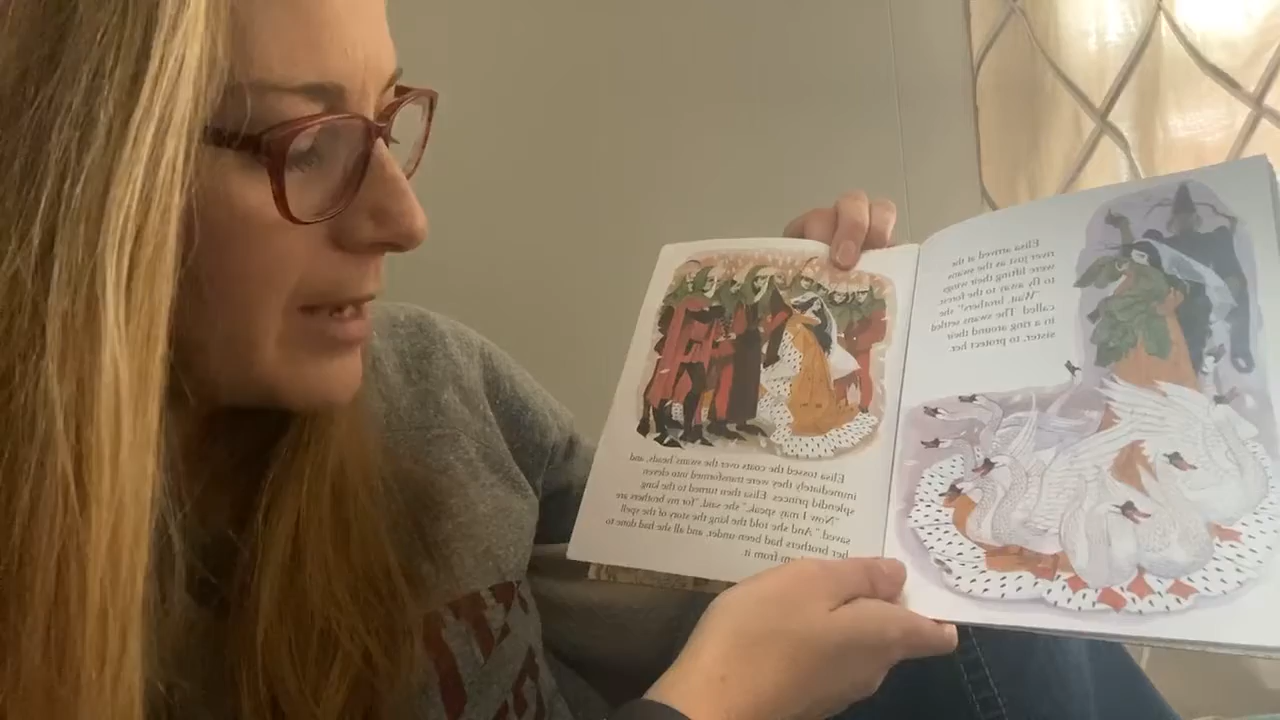 Elisa arrived at the
river just as the swans
were lifting their wings
to fly away to the forest.
"Wait, brothers!" she
called. The swans settled
in a ring around their
sister, to protect her.
Elisa tossed the coats over the swans' heads, and
immediately they were transformed into eleven
splendid princes. Elisa then turned to the king.
"Now I may speak," she said, "for my brothers are
saved." And she told the king the story of the spell
her brothers had been under, and all she had done to
from it.